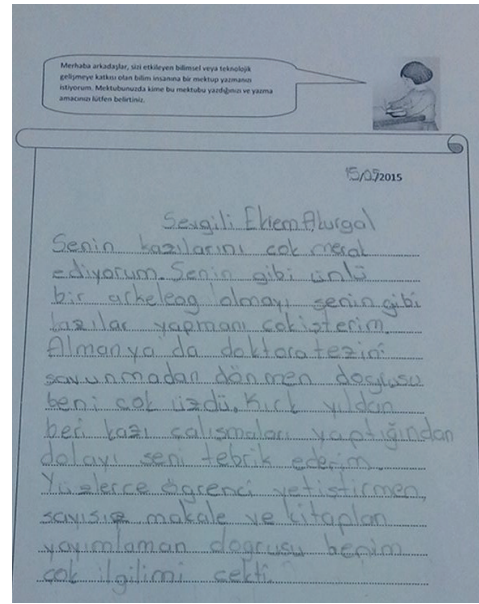 Merhaba arkadaşlar, sizi etkileyen bilimsel veya teknolojik
gelişmeye katkısı olan bilim insanına bir mektup yazmanızı
istiyorum. Mektubunuzda kime bu mektubu yazdığınızı ve yazma
amacınızı lütfen belirtiniz.
15/05/2015
Sevgili Ekrem Akurgal
Senin kazılarını çok merak
ediyorum. Senin gibi ünlü
bir arkeleog olmayı senin gibi
kazılar yapmanı çok isterim.
Almanya'da doktora tezini
savunmadan dönmen doğrusu
beni çok üzdü. Kırk yıldan
beri kazı çalışmaları yaptığından
dolayı seni tebrik ederim.
Yüzlerce öğrenci yetiştirmen,
sayısız makale ve kitapları
yayımlaman doğrusu benim
çok ilgilimi çekti.